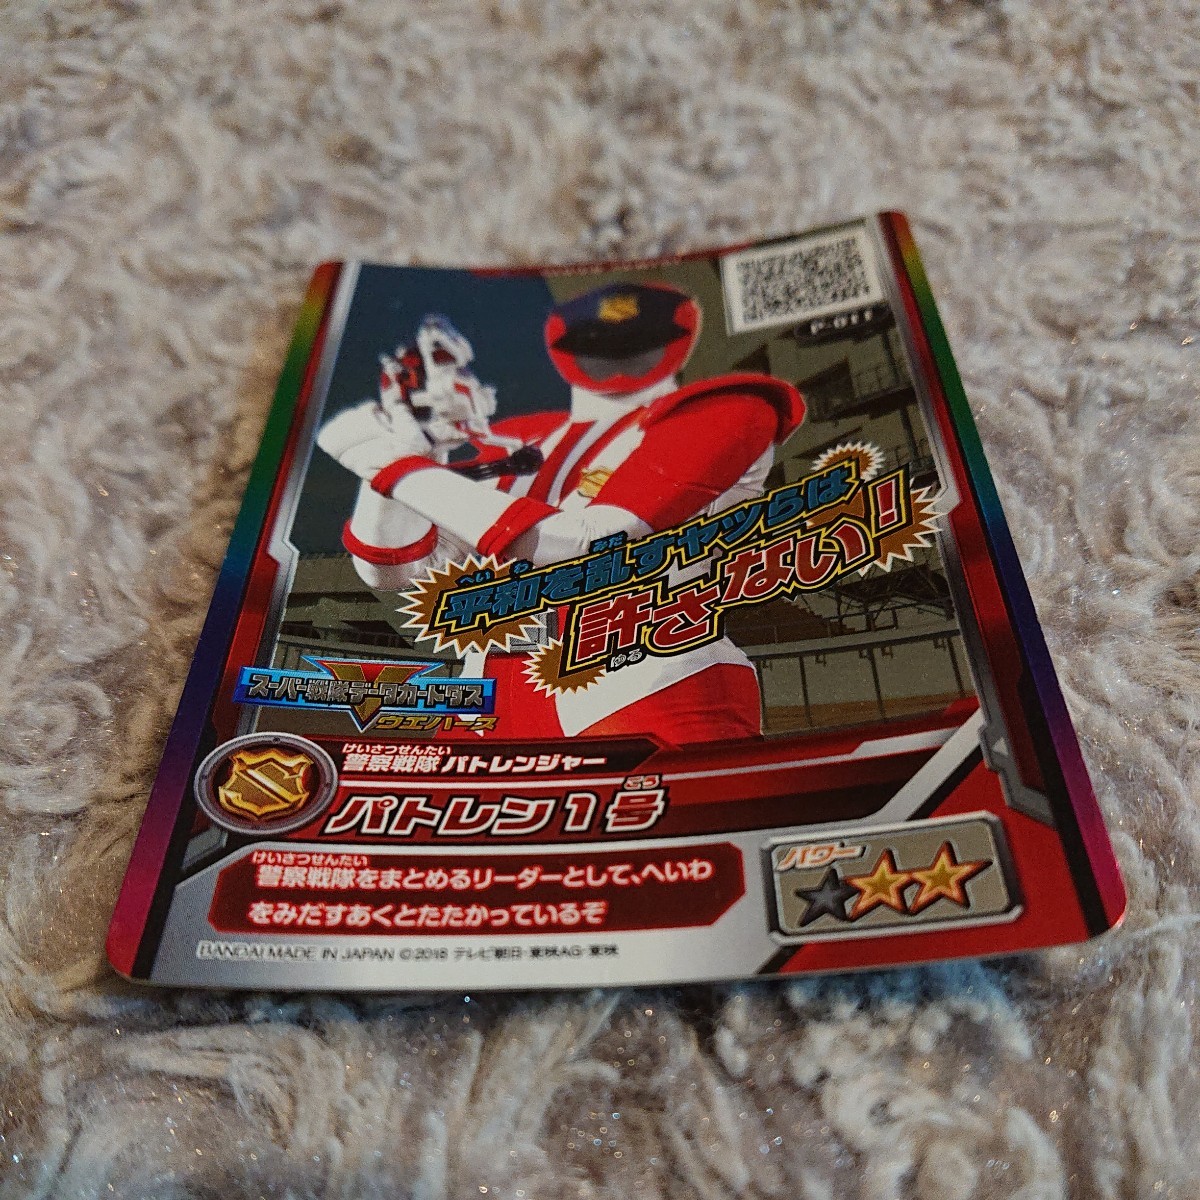 P-011
平和を乱すヤツらは
へいわ
みだ
許さない!
ゆる
スーパー戦隊データカードダス
ウエハース
けいさつせんたい
警察戦隊パトレンジャー
ごう
パトレン1号
けいさつせんたい
警察戦隊をまとめるリーダーとして、へいわ
をみだすあくとたたかっているぞ
パワー
BANDAI MADE IN JAPAN ©2018 テレビ朝日・東映AG・東映